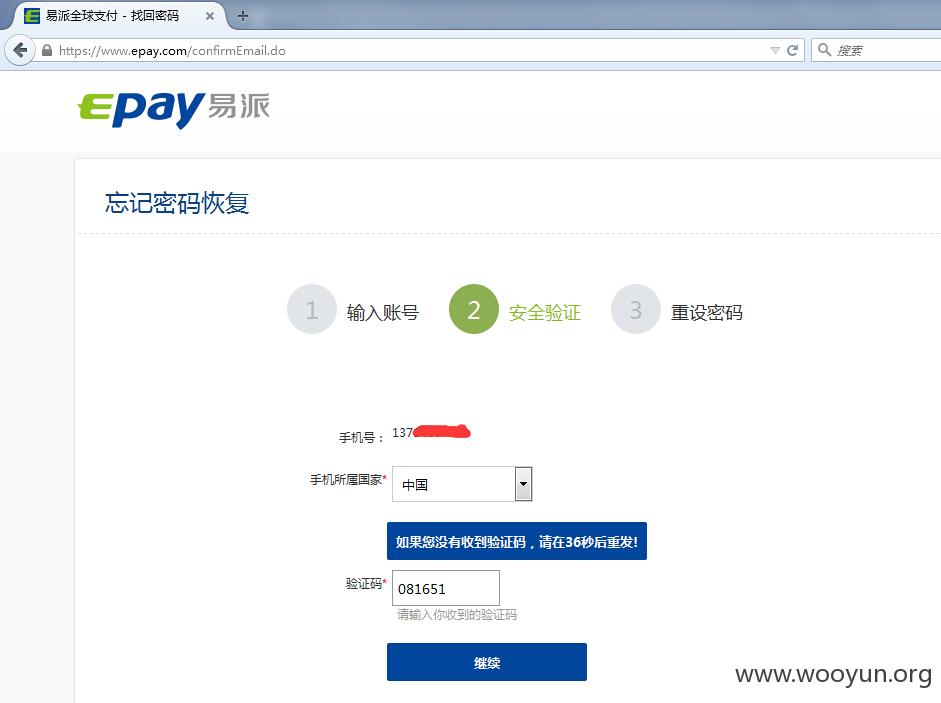 易派全球支付 - 找回密码
https://www.epay.com/confirmEmail.do
搜索
Epay易派
忘记密码恢复
1 输入账号 2 安全验证 3 重设密码
手机号： 137
手机所属国家* 中国
如果您没有收到验证码，请在36秒后重发!
验证码* 081651
请输入你收到的验证码
继续
www.wooyun.org